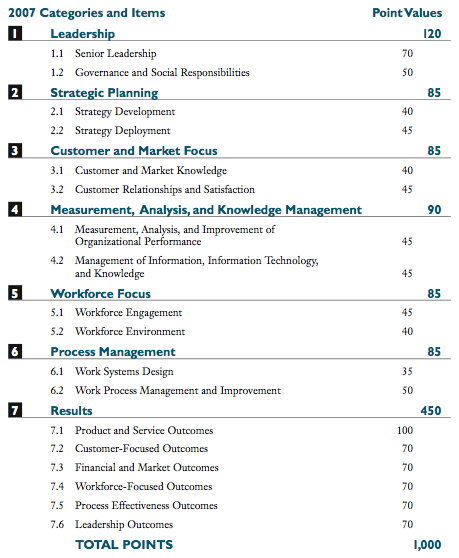 2007 Categories and Items Point Values
1 Leadership 120
1.1 Senior Leadership 70
1.2 Governance and Social Responsibilities 50
2 Strategic Planning 85
2.1 Strategy Development 40
2.2 Strategy Deployment 45
3 Customer and Market Focus 85
3.1 Customer and Market Knowledge 40
3.2 Customer Relationships and Satisfaction 45
4 Measurement, Analysis, and Knowledge Management 90
4.1 Measurement, Analysis, and Improvement of
Organizational Performance 45
4.2 Management of Information, Information Technology,
and Knowledge 45
5 Workforce Focus 85
5.1 Workforce Engagement 45
5.2 Workforce Environment 40
6 Process Management 85
6.1 Work Systems Design 35
6.2 Work Process Management and Improvement 50
7 Results 450
7.1 Product and Service Outcomes 100
7.2 Customer-Focused Outcomes 70
7.3 Financial and Market Outcomes 70
7.4 Workforce-Focused Outcomes 70
7.5 Process Effectiveness Outcomes 70
7.6 Leadership Outcomes 70
TOTAL POINTS 1,000